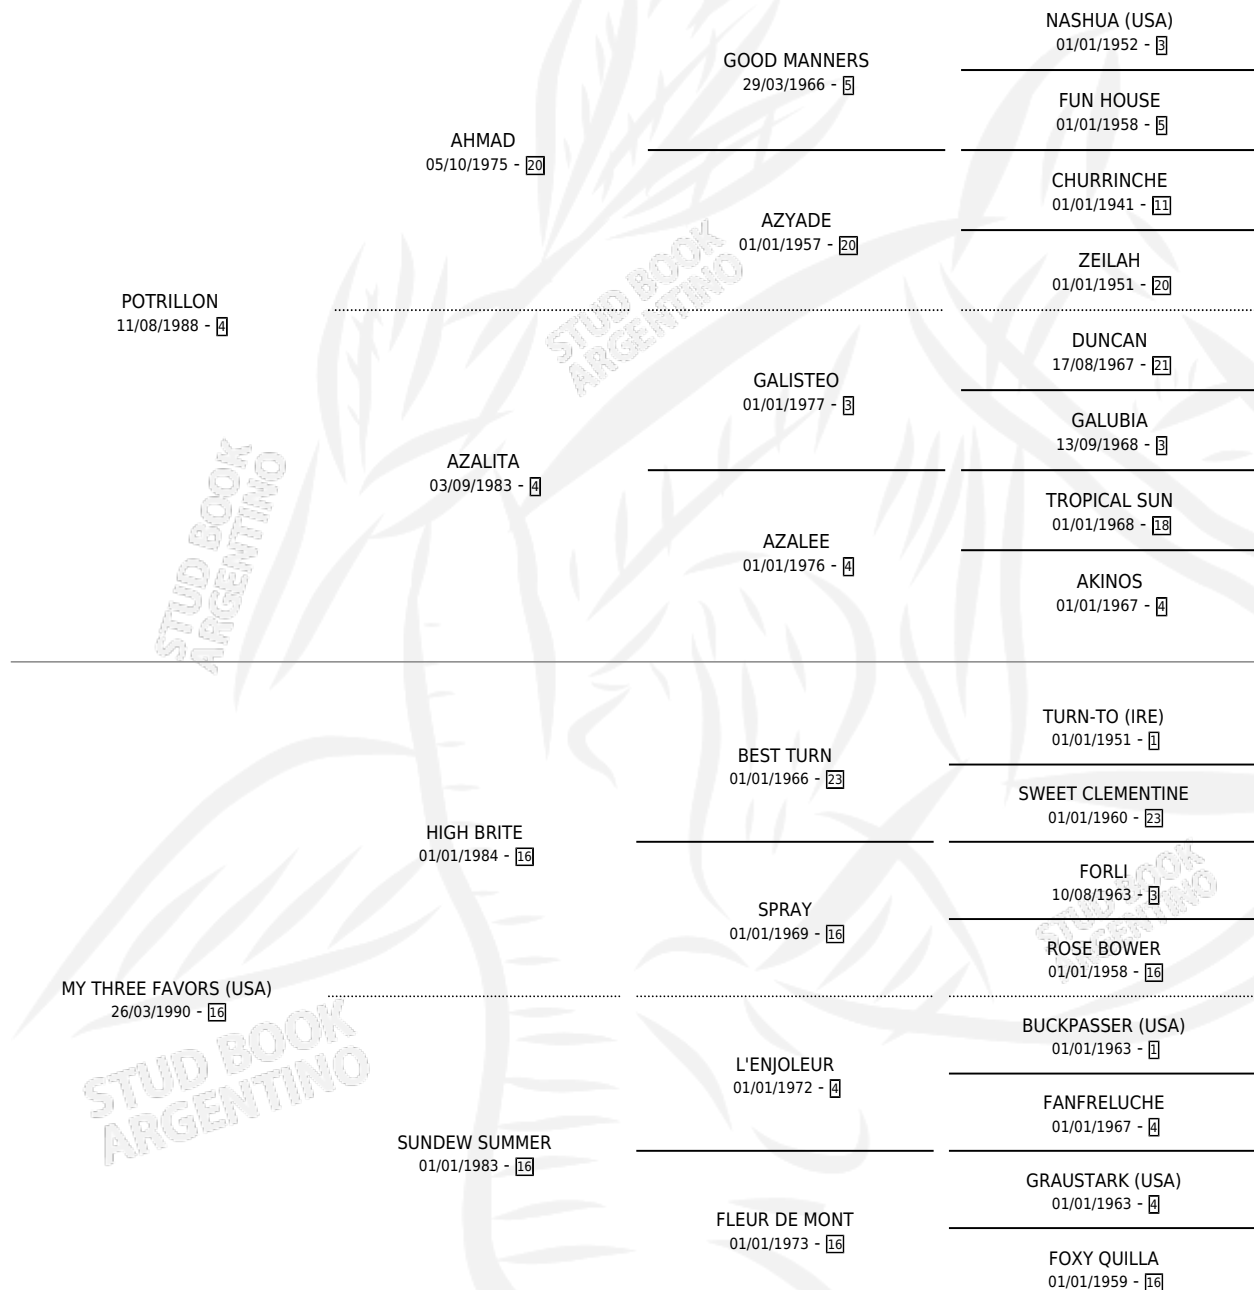 NASHUA (USA)
01/01/1952 - 3
GOOD MANNERS
29/03/1966 - 5
FUN HOUSE
01/01/1958 - 5
AHMAD
05/10/1975 - 20
CHURRINCHE
01/01/1941 - 11
AZYADE
01/01/1957 - 20
ZEILAH
01/01/1951 - 20
POTRILLON
11/08/1988 - 4
STUD BOOK
ARGENTINO
DUNCAN
17/08/1967 - 21
GALISTEO
01/01/1977 - 3
GALUBIA
13/09/1968 - 3
AZALITA
03/09/1983 - 4
TROPICAL SUN
01/01/1968 - 18
AZALEE
01/01/1976 - 4
AKINOS
01/01/1967 - 4
STUD BOOK
ARGENTINO
TURN-TO (IRE)
01/01/1951 - 1
BEST TURN
01/01/1966 - 23
SWEET CLEMENTINE
01/01/1960 - 23
HIGH BRITE
01/01/1984 - 16
FORLI
10/08/1963 - 3
SPRAY
01/01/1969 - 16
STUD BOOK
ARGENTINO
ROSE BOWER
01/01/1958 - 16
MY THREE FAVORS (USA)
26/03/1990 - 16
BUCKPASSER (USA)
01/01/1963 - 1
L'ENJOLEUR
01/01/1972 - 4
FANFRELUCHE
01/01/1967 - 4
STUD BOOK
ARGENTINO
SUNDEW SUMMER
01/01/1983 - 16
GRAUSTARK (USA)
01/01/1963 - 4
FLEUR DE MONT
01/01/1973 - 16
FOXY QUILLA
01/01/1959 - 16